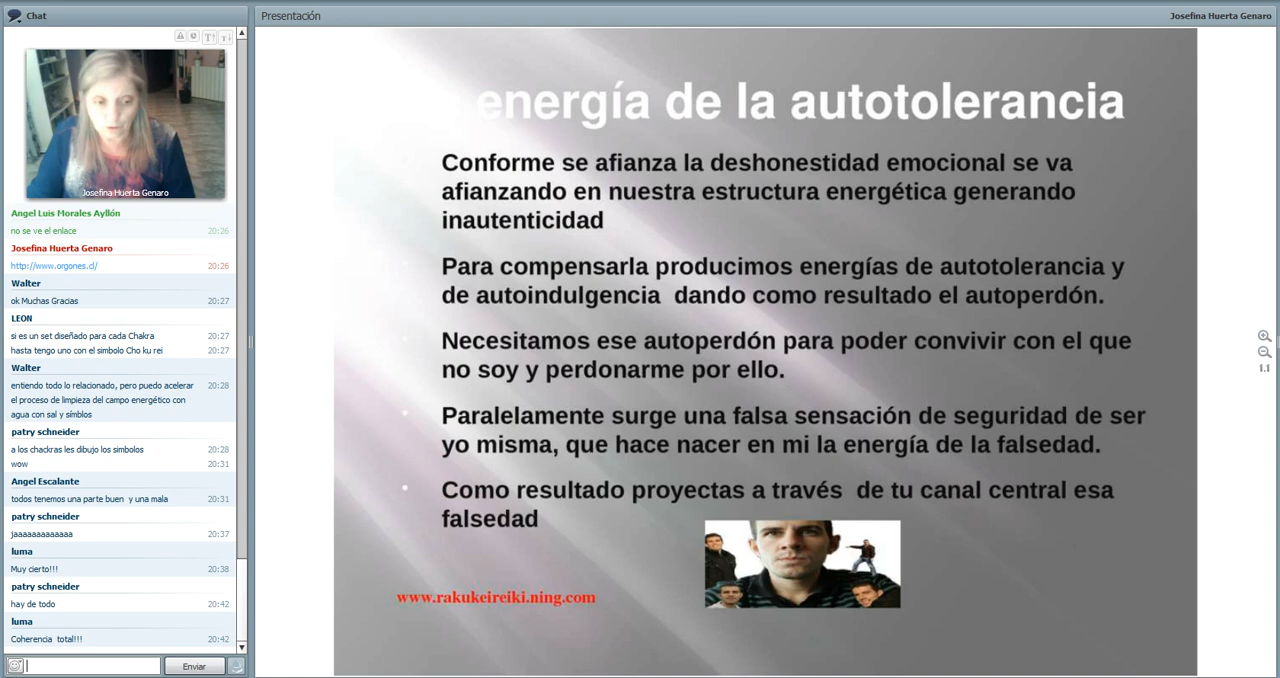 Chat
Josefina Huerta Genaro
Angel Luis Morales Ayllón
no se ve el enlace 20:26
Josefina Huerta Genaro
http://www.orgones.cl/ 20:26
Walter
ok Muchas Gracias 20:27
LEON
si es un set diseñado para cada Chakra 20:27
hasta tengo uno con el simbolo Cho ku rei 20:27
Walter
entiendo todo lo relacionado, pero puedo acelerar 20:28
el proceso de limpieza del campo energético con
agua con sal y símblos
patry schneider
a los chackras les dibujo los simbolos 20:28
wow 20:31
Angel Escalante
todos tenemos una parte buen y una mala 20:31
patry schneider
jaaaaaaaaaaaaa 20:37
luma
Muy cierto!!! 20:38
patry schneider
hay de todo 20:42
luma
Coherencia total!!! 20:42
Enviar
Presentación
Josefina Huerta Genaro
energía de la autotolerancia
Conforme se afianza la deshonestidad emocional se va
afianzando en nuestra estructura energética generando
inautenticidad
Para compensarla producimos energías de autotolerancia y
de autoindulgencia dando como resultado el autoperdón.
Necesitamos ese autoperdón para poder convivir con el que
no soy y perdonarme por ello.
Paralelamente surge una falsa sensación de seguridad de ser
yo misma, que hace nacer en mi la energía de la falsedad.
Como resultado proyectas a través de tu canal central esa
falsedad
www.rakukeireiki.ning.com
1.1